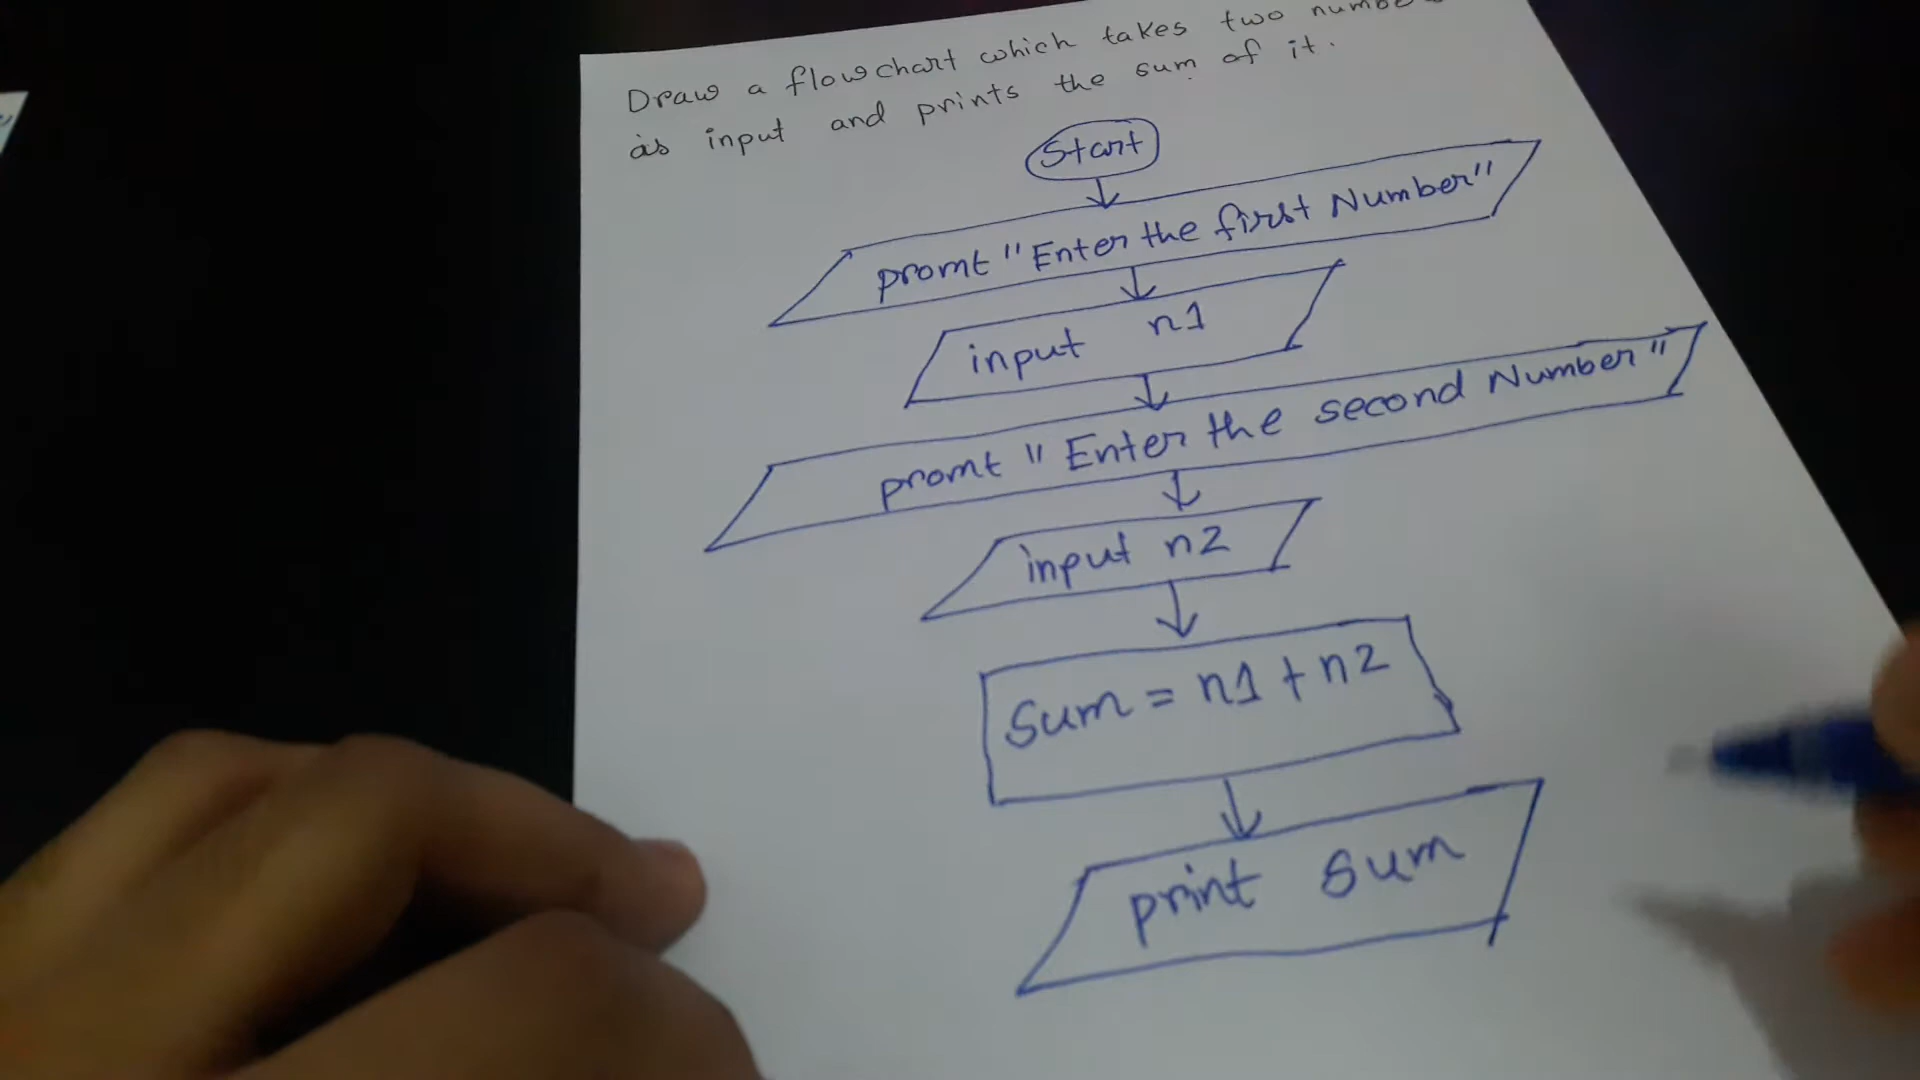 Draw a flowchart which takes two
as input and prints the sum of it.
Start
promt "Enter the first Number"
input n1
promt "Enter the second Number"
input n2
Sum = n1 + n2
print sum